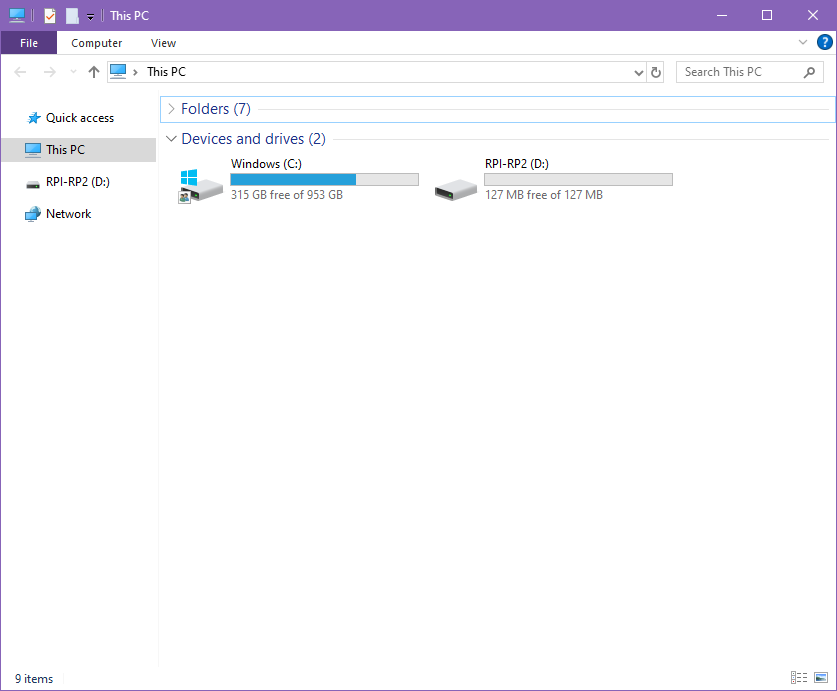 This PC
File Computer View
This PC
Search This PC
Quick access
This PC
RPI-RP2 (D:)
Network
Folders (7)
Devices and drives (2)
Windows (C:)
315 GB free of 953 GB
RPI-RP2 (D:)
127 MB free of 127 MB
9 items